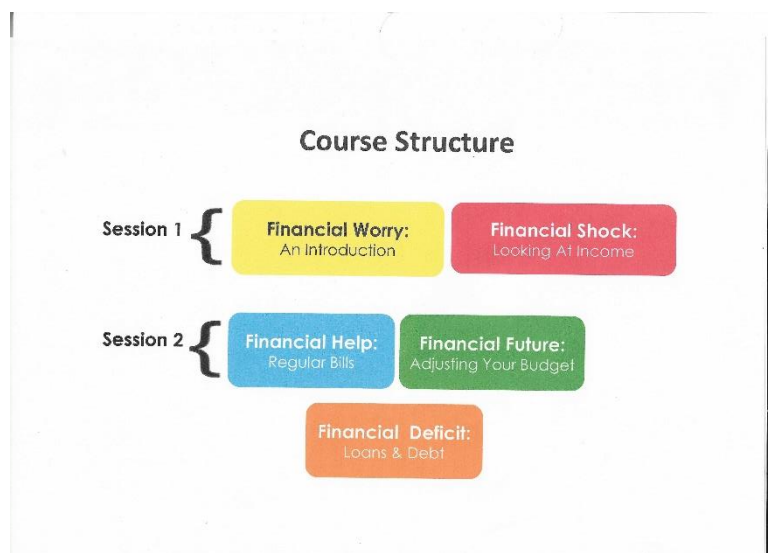 Course Structure
Session 1
Financial Worry:
An Introduction
Financial Shock:
Looking At Income
Session 2
Financial Help:
Regular Bills
Financial Future:
Adjusting Your Budget
Financial Deficit:
Loans & Debt